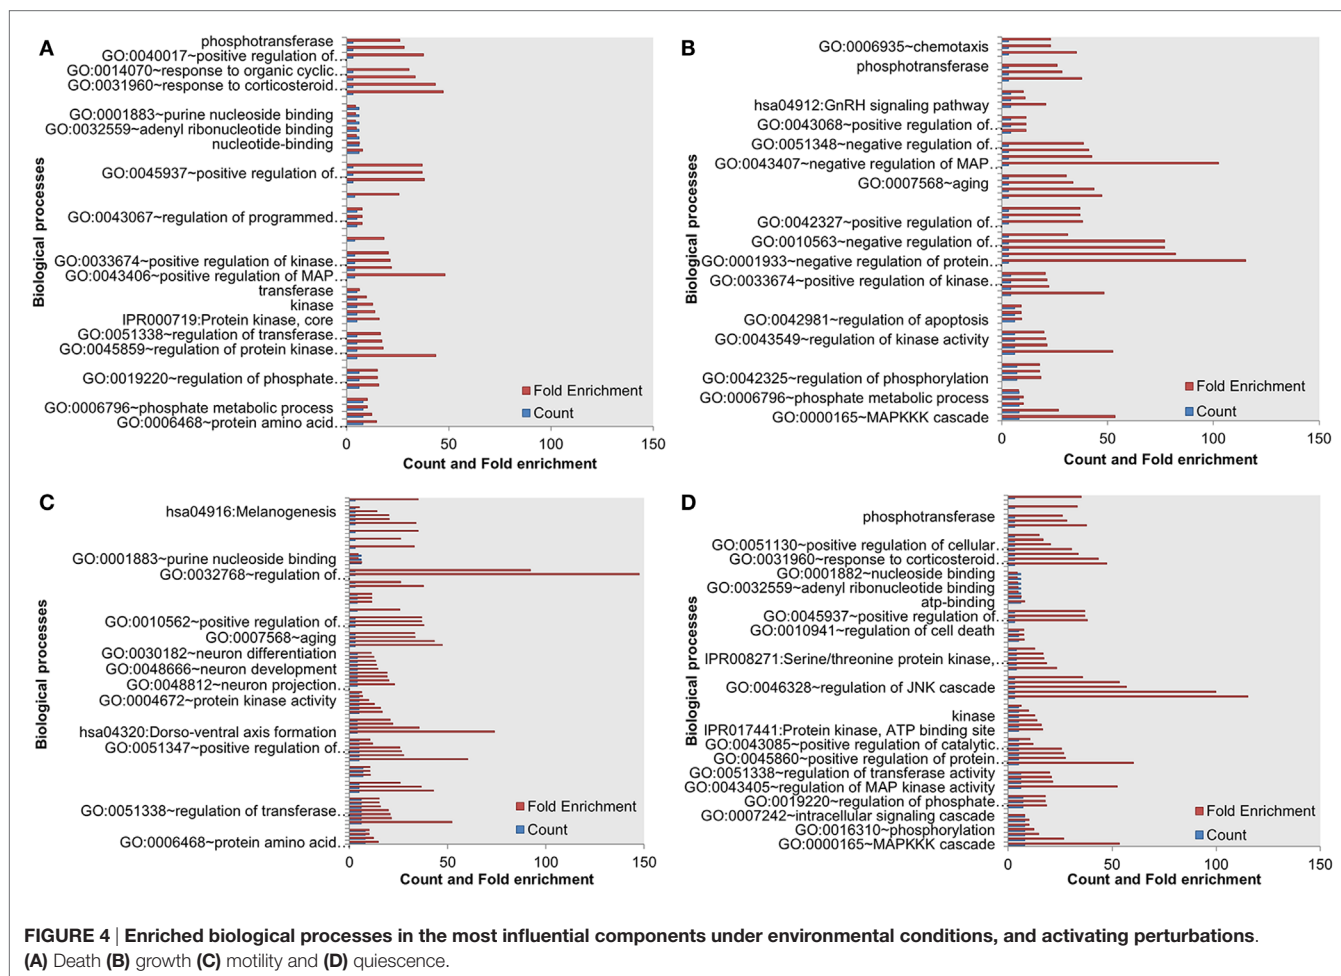 A
phosphotransferase
GO:0040017~positive regulation of…
GO:0014070~response to organic cyclic…
GO:0031960~response to corticosteroid…
GO:0001883~purine nucleoside binding
GO:0032559~adenyl ribonucleotide binding
nucleotide-binding
GO:0045937~positive regulation of…
GO:0043067~regulation of programmed…
GO:0033674~positive regulation of kinase…
GO:0043406~positive regulation of MAP…
transferase
kinase
IPR000719:Protein kinase, core
GO:0051338~regulation of transferase…
GO:0045859~regulation of protein kinase…
GO:0019220~regulation of phosphate…
GO:0006796~phosphate metabolic process
GO:0006468~protein amino acid…
Biological processes
Fold Enrichment
Count
0 50 100 150
Count and Fold enrichment
B
GO:0006935~chemotaxis
phosphotransferase
hsa04912:GnRH signaling pathway
GO:0043068~positive regulation of…
GO:0051348~negative regulation of…
GO:0043407~negative regulation of MAP…
GO:0007568~aging
GO:0042327~positive regulation of…
GO:0010563~negative regulation of…
GO:0001933~negative regulation of protein…
GO:0033674~positive regulation of kinase…
GO:0042981~regulation of apoptosis
GO:0043549~regulation of kinase activity
GO:0042325~regulation of phosphorylation
GO:0006796~phosphate metabolic process
GO:0000165~MAPKKK cascade
Biological processes
Fold Enrichment
Count
0 50 100 150
Count and Fold enrichment
C
hsa04916:Melanogenesis
GO:0001883~purine nucleoside binding
GO:0032768~regulation of…
GO:0010562~positive regulation of…
GO:0007568~aging
GO:0030182~neuron differentiation
GO:0048666~neuron development
GO:0048812~neuron projection…
GO:0004672~protein kinase activity
hsa04320:Dorso-ventral axis formation
GO:0051347~positive regulation of…
GO:0051338~regulation of transferase…
GO:0006468~protein amino acid…
Biological processes
Fold Enrichment
Count
0 50 100 150
Count and Fold enrichment
D
phosphotransferase
GO:0051130~positive regulation of cellular…
GO:0031960~response to corticosteroid…
GO:0001882~nucleoside binding
GO:0032559~adenyl ribonucleotide binding
atp-binding
GO:0045937~positive regulation of…
GO:0010941~regulation of cell death
IPR008271:Serine/threonine protein kinase,…
GO:0046328~regulation of JNK cascade
kinase
IPR017441:Protein kinase, ATP binding site
GO:0043085~positive regulation of catalytic…
GO:0045860~positive regulation of protein…
GO:0051338~regulation of transferase activity
GO:0043405~regulation of MAP kinase activity
GO:0019220~regulation of phosphate…
GO:0007242~intracellular signaling cascade
GO:0016310~phosphorylation
GO:0000165~MAPKKK cascade
Biological processes
Fold Enrichment
Count
0 50 100 150
Count and Fold enrichment
FIGURE 4 | Enriched biological processes in the most influential components under environmental conditions, and activating perturbations.
(A) Death (B) growth (C) motility and (D) quiescence.